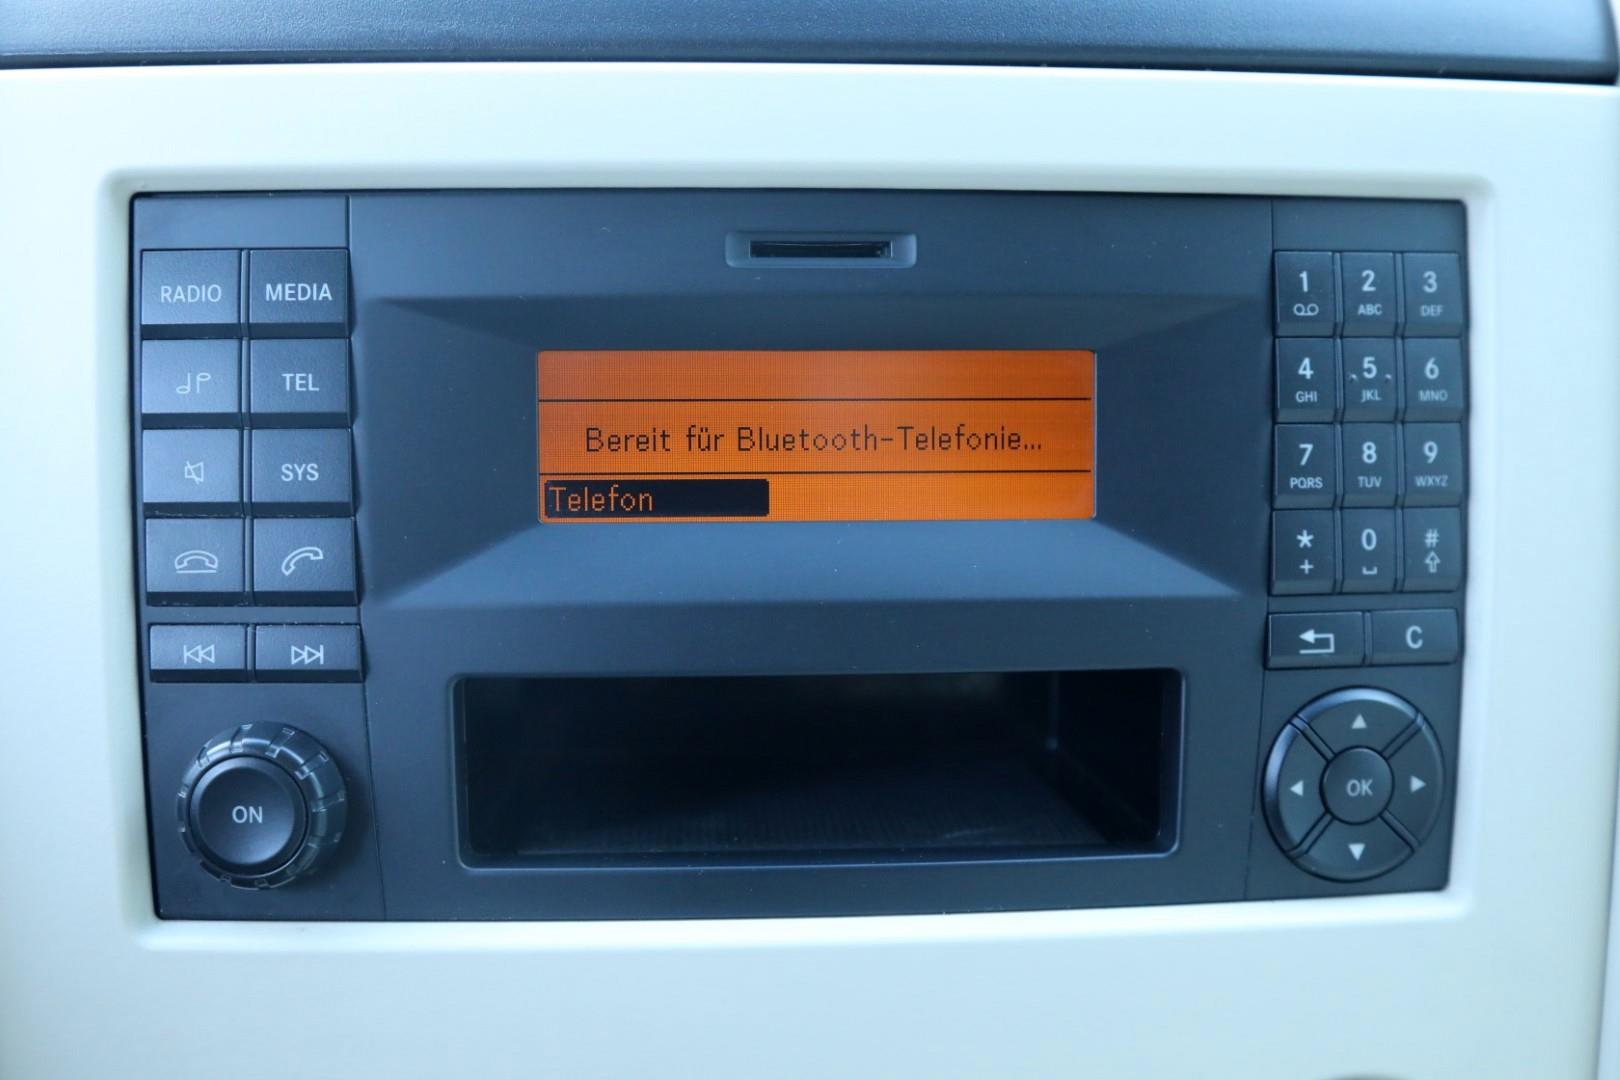 RADIO MEDIA
TEL
SYS
ON
Bereit für Bluetooth-Telefonie...
Telefon
1 2 ABC 3 DEF
4 GHI 5 JKL 6 MNO
7 PQRS 8 TUV 9 WXYZ
* + 0 #
C
OK